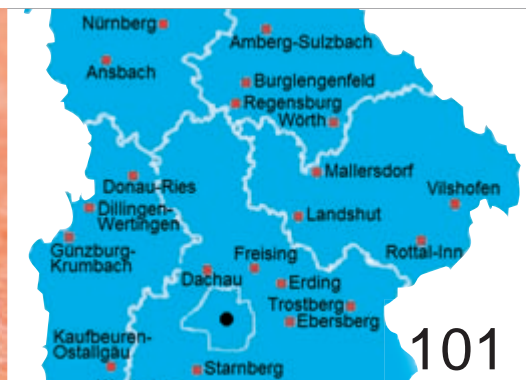 Nürnberg
Amberg-Sulzbach
Ansbach
Burglengenfeld
Regensburg
Wörth
Mallersdorf
Donau-Ries
Vilshofen
Dillingen-
Wertingen
Landshut
Günzburg-
Krumbach
Rottal-Inn
Freising
Dachau
Erding
Trostberg
Ebersberg
Kaufbeuren-
Ostallgäu
Starnberg
101